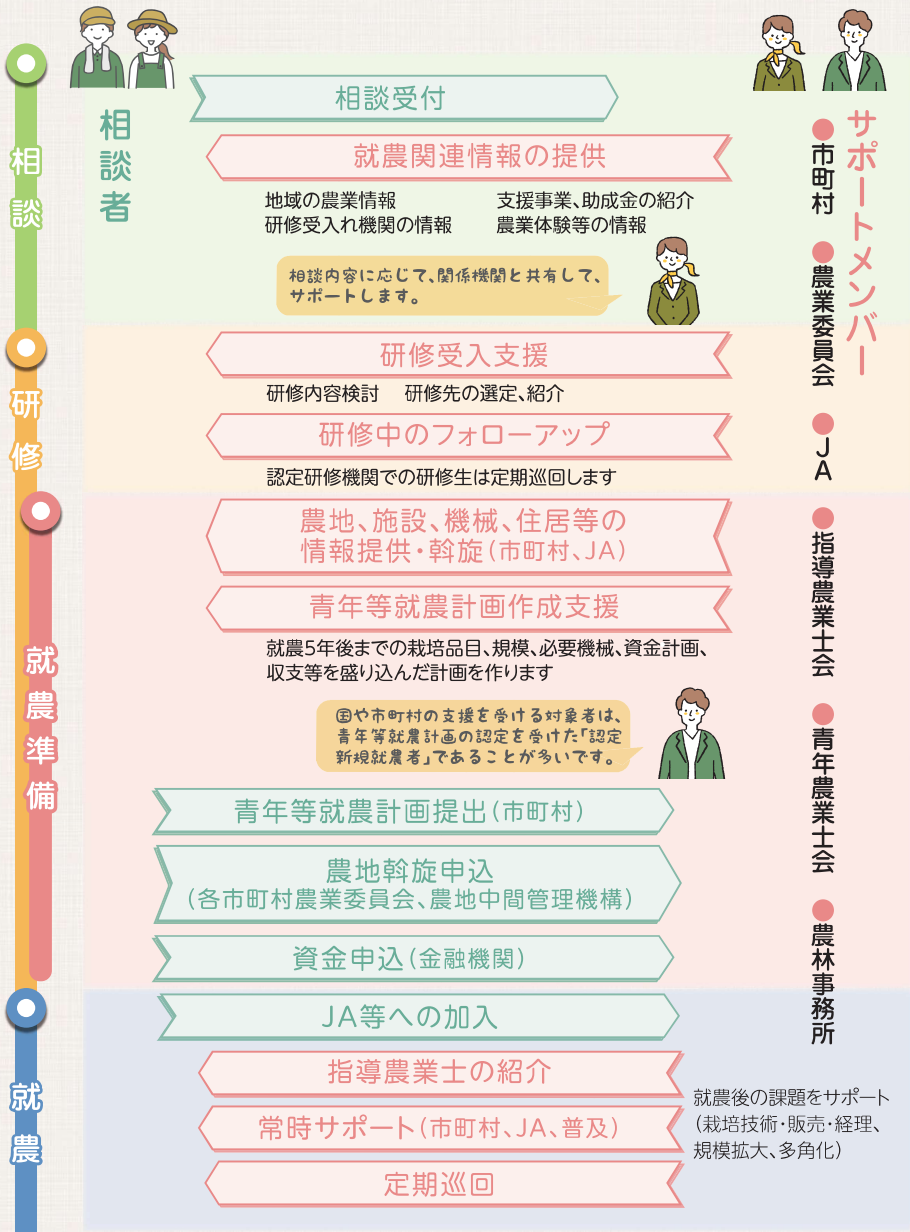 相談
相談者
相談受付
就農関連情報の提供
地域の農業情報
支援事業、助成金の紹介
研修受入れ機関の情報
農業体験等の情報
相談内容に応じて、関係機関と共有して、
サポートします。
研修
研修受入支援
研修内容検討 研修先の選定、紹介
研修中のフォローアップ
認定研修機関での研修生は定期巡回します
就農準備
農地、施設、機械、住居等の
情報提供・斡旋(市町村、JA)
青年等就農計画作成支援
就農5年後までの栽培品目、規模、必要機械、資金計画、
収支等を盛り込んだ計画を作ります
国や市町村の支援を受ける対象者は、
青年等就農計画の認定を受けた「認定
新規就農者」であることが多いです。
青年等就農計画提出(市町村)
農地斡旋申込
(各市町村農業委員会、農地中間管理機構)
資金申込(金融機関)
就農
JA等への加入
指導農業士の紹介
常時サポート(市町村、JA、普及)
定期巡回
就農後の課題をサポート
(栽培技術・販売・経理、
規模拡大、多角化)
サポートメンバー
●市町村
●農業委員会
●JA
●指導農業士会
●青年農業士会
●農林事務所